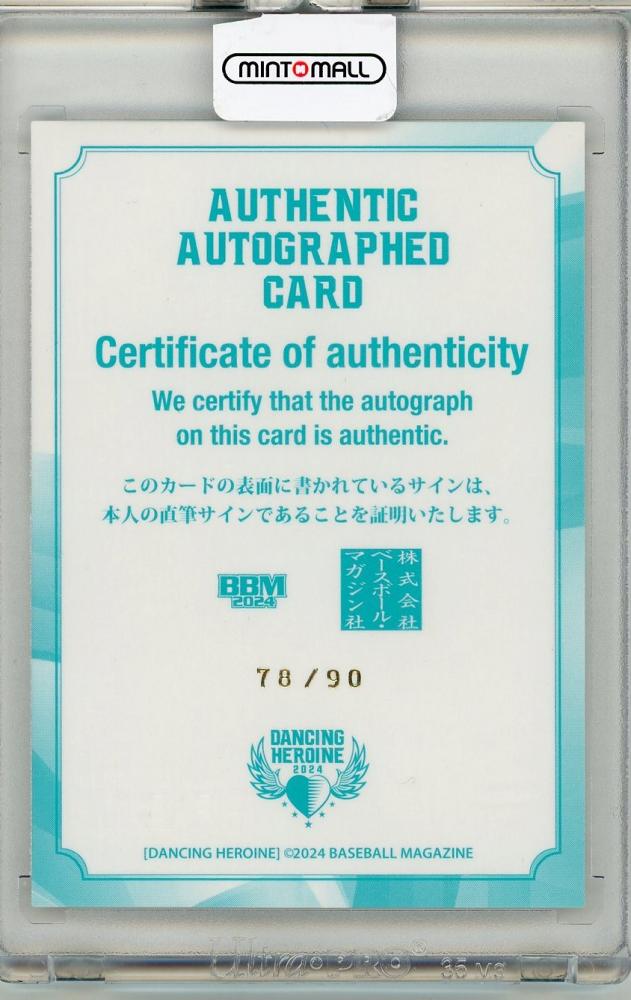 MINT MALL
AUTHENTIC
AUTOGRAPHED
CARD
Certificate of authenticity
We certify that the autograph
on this card is authentic.
このカードの表面に書かれているサインは、
本人の直筆サインであることを証明いたします。
BBM
2024
株式会社
ベースボール・
マガジン社
78/90
DANCING
HEROINE
2024
[DANCING HEROINE] ©2024 BASEBALL MAGAZINE
Ultra•PRO®